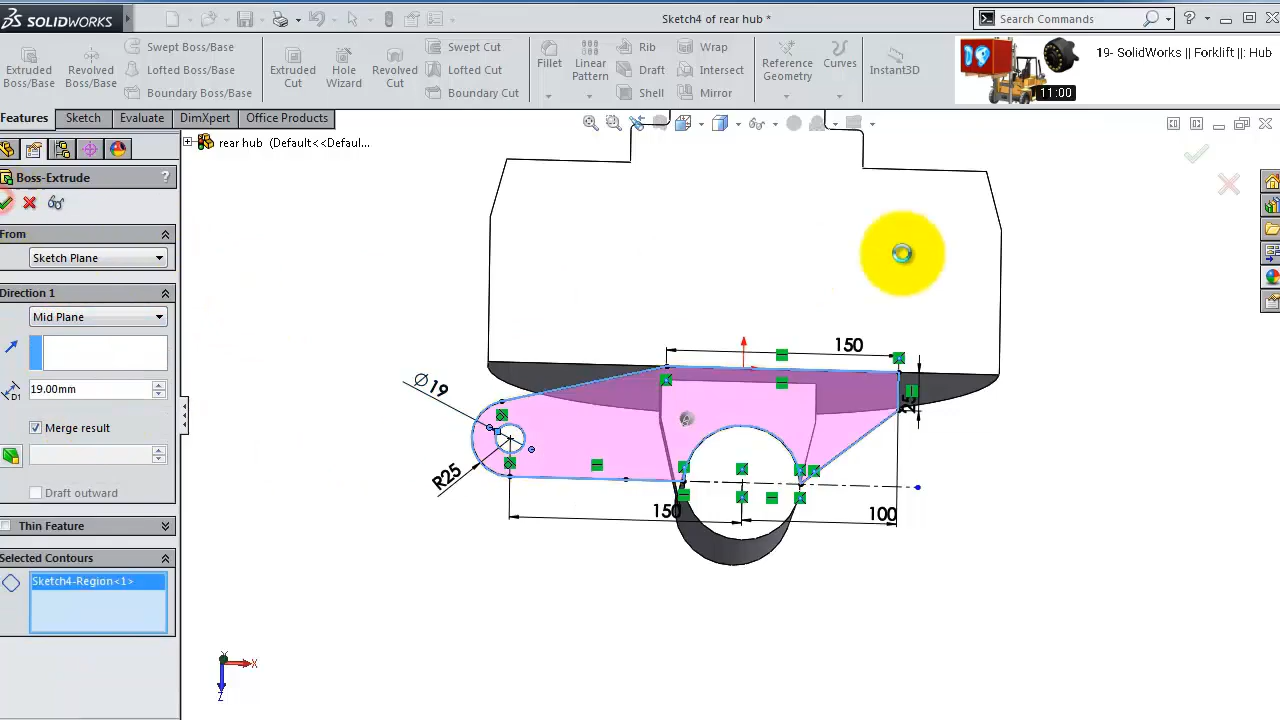 SOLIDWORKS
Sketch4 of rear hub *
Search Commands
?
Extruded Boss/Base
Revolved Boss/Base
Swept Boss/Base
Lofted Boss/Base
Boundary Boss/Base
Extruded Cut
Hole Wizard
Revolved Cut
Swept Cut
Lofted Cut
Boundary Cut
Fillet
Linear Pattern
Rib
Draft
Shell
Wrap
Intersect
Mirror
Reference Geometry
Curves
Instant3D
19- SolidWorks || Forklift ||: Hub
11:00
Features
Sketch
Evaluate
DimXpert
Office Products
rear hub (Default<<Defaul...
Boss-Extrude
?
From
Sketch Plane
Direction 1
Mid Plane
D1
19.00mm
Merge result
Draft outward
Thin Feature
Selected Contours
Sketch4-Region<1>
150
Ø19
25
R25
150
100
X
Z